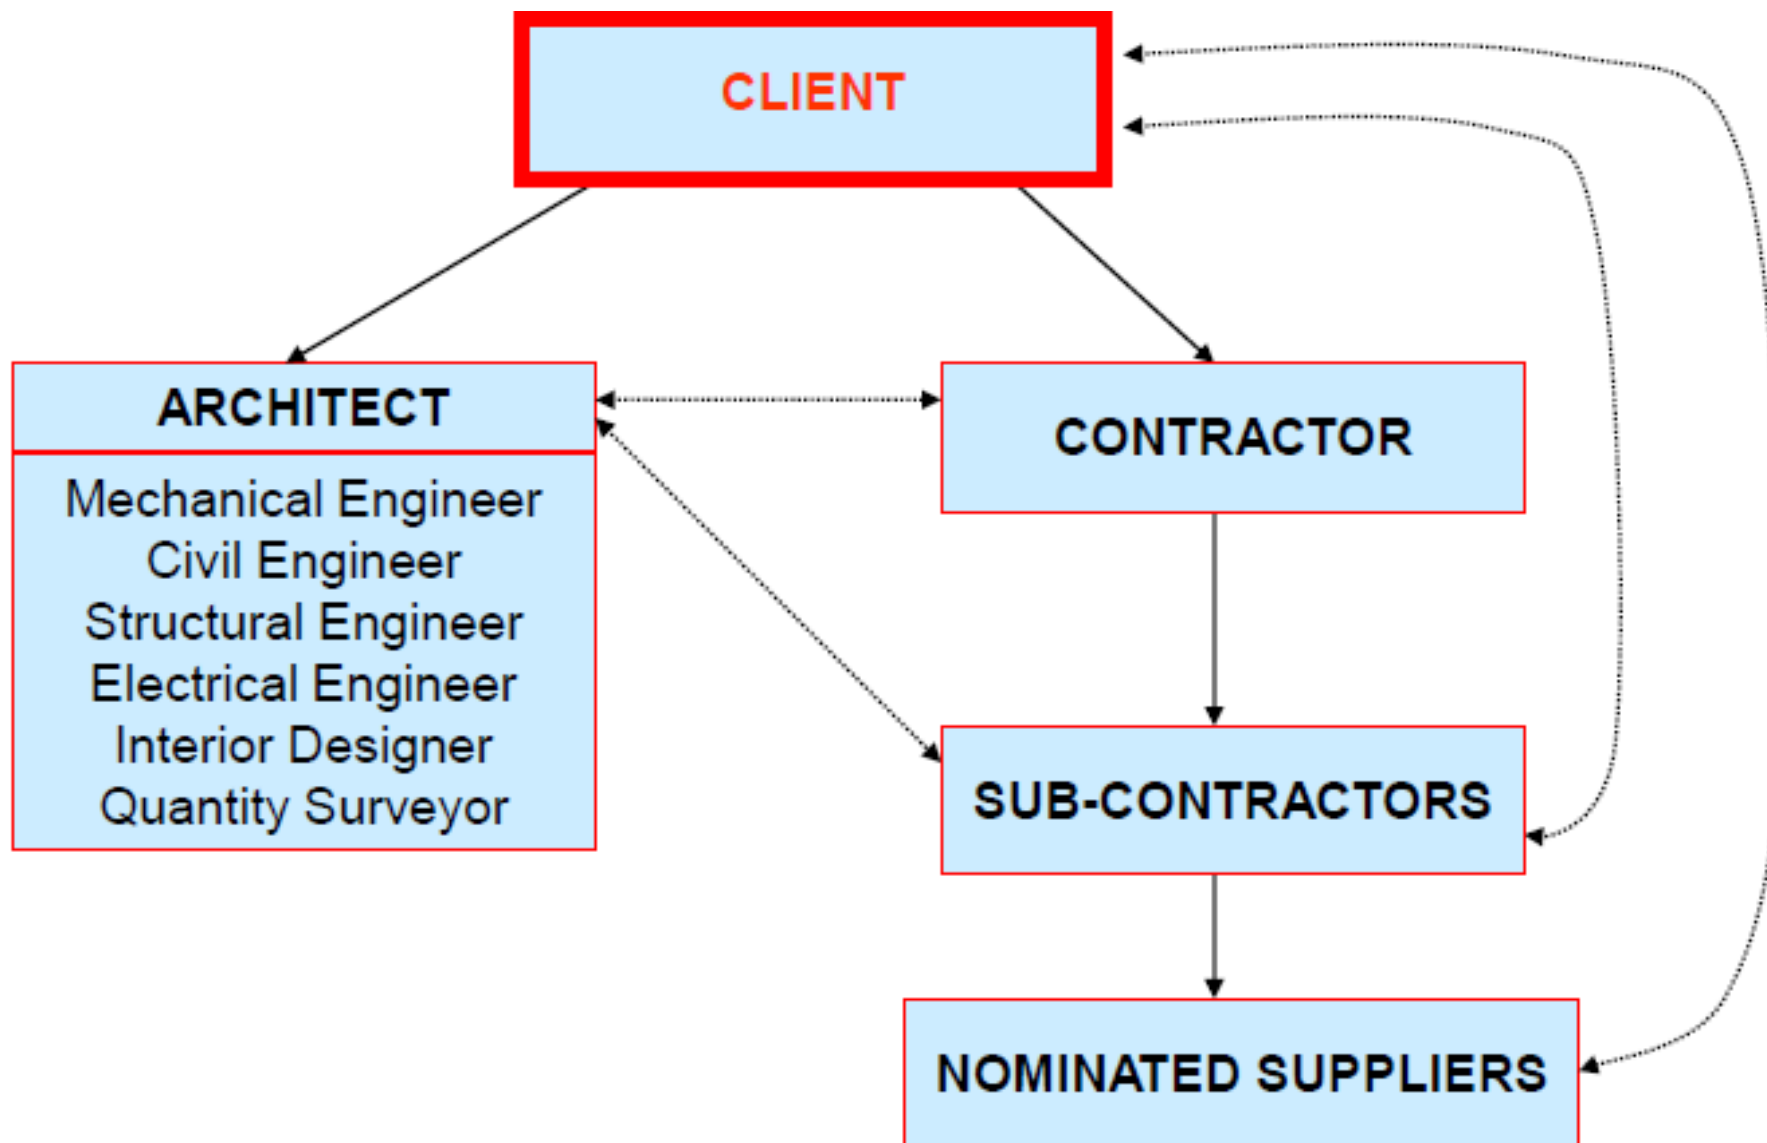 CLIENT
ARCHITECT
Mechanical Engineer
Civil Engineer
Structural Engineer
Electrical Engineer
Interior Designer
Quantity Surveyor
CONTRACTOR
SUB-CONTRACTORS
NOMINATED SUPPLIERS